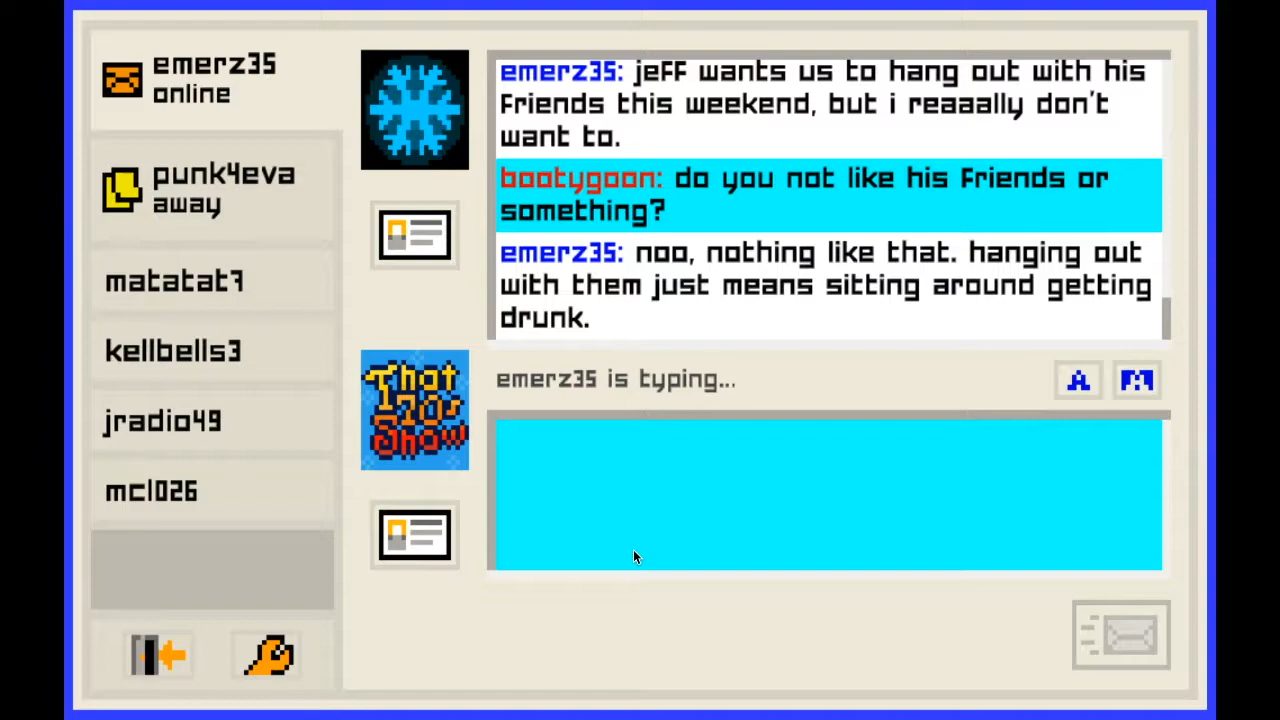 emerz35
online
punk4eva
away
matatat7
kellbells3
jradio49
mcl026
emerz35: jeff wants us to hang out with his
friends this weekend, but i reaaally don't
want to.
bootygoon: do you not like his friends or
something?
emerz35: noo, nothing like that. hanging out
with them just means sitting around getting
drunk.
That
70s
Show
emerz35 is typing...
A